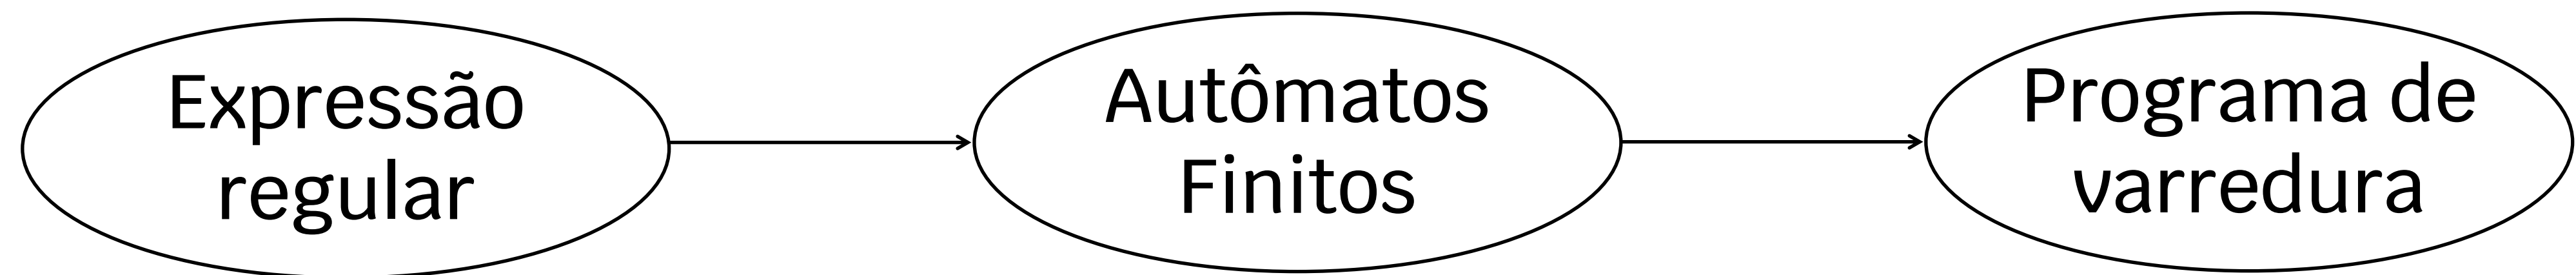 Expressão
regular
Autômatos
Finitos
Programa de
varredura